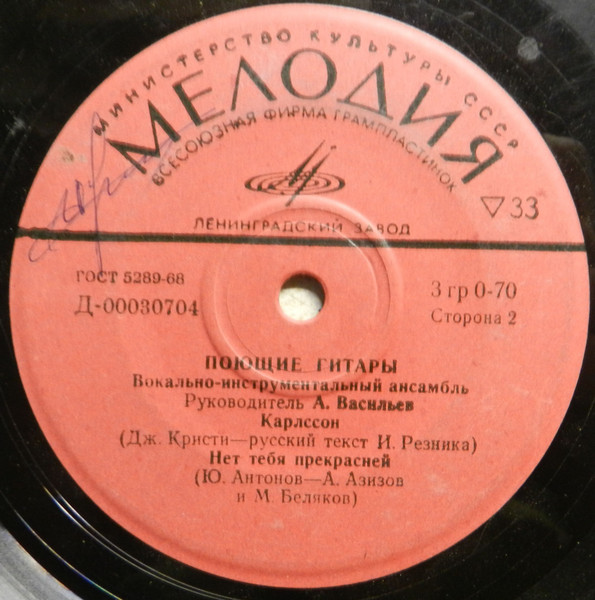 МИНИСТЕРСТВО КУЛЬТУРЫ СССР
МЕЛОДИЯ
ВСЕСОЮЗНАЯ ФИРМА ГРАМПЛАСТИНОК
▽33
ЛЕНИНГРАДСКИЙ ЗАВОД
ГОСТ 5289-68
Д-00030704
3 гр 0-70
Сторона 2
ПОЮЩИЕ ГИТАРЫ
Вокально-инструментальный ансамбль
Руководитель А. Васильев
Карлссон
(Дж. Кристи—русский текст И. Резника)
Нет тебя прекрасней
(Ю. Антонов—А. Азизов
и М. Беляков)